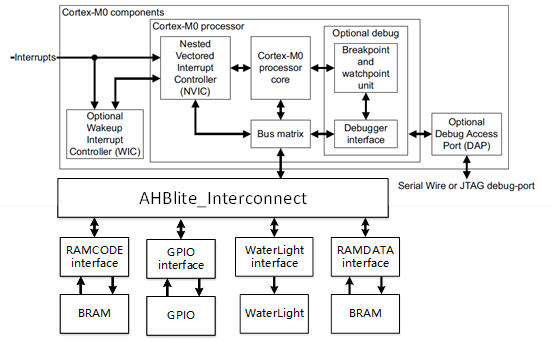 Cortex-M0 components
Cortex-M0 processor
Interrupts
Nested
Vectored
Interrupt
Controller
(NVIC)
Cortex-M0
processor
core
Optional debug
Breakpoint
and
watchpoint
unit
Optional
Wakeup
Interrupt
Controller (WIC)
Bus matrix
Debugger
interface
Optional
Debug Access
Port (DAP)
Serial Wire or JTAG debug-port
AHBlite_Interconnect
RAMCODE
interface
GPIO
interface
WaterLight
interface
RAMDATA
interface
BRAM
GPIO
WaterLight
BRAM